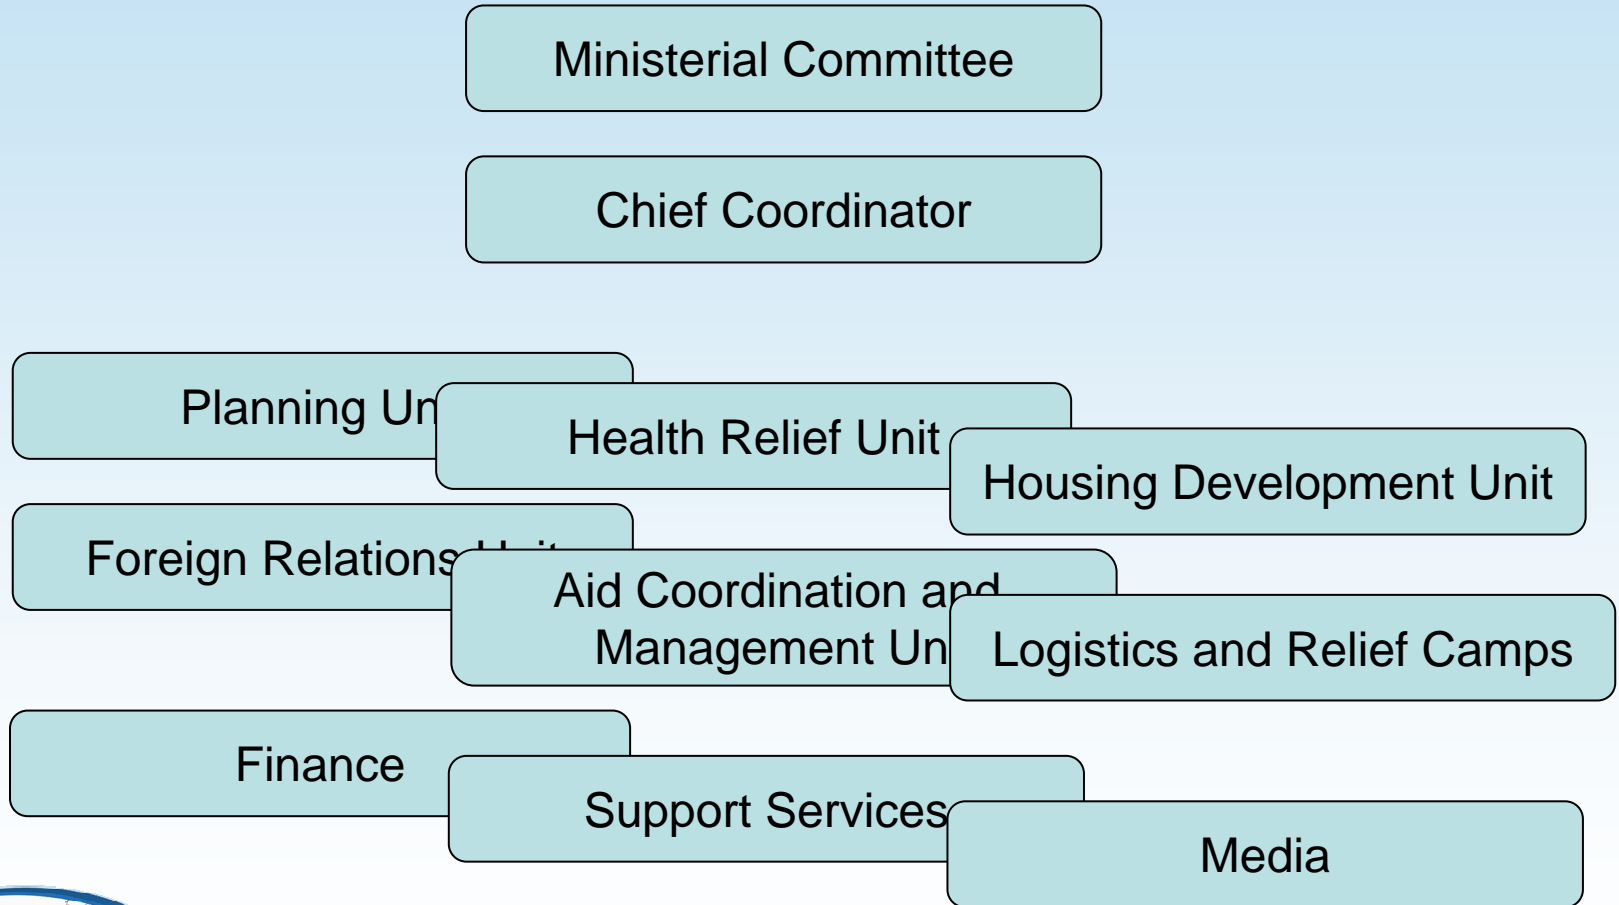 Ministerial Committee
Chief Coordinator
Planning Un
Health Relief Unit
Housing Development Unit
Foreign Relations Unit
Aid Coordination and
Management Un
Logistics and Relief Camps
Finance
Support Services
Media